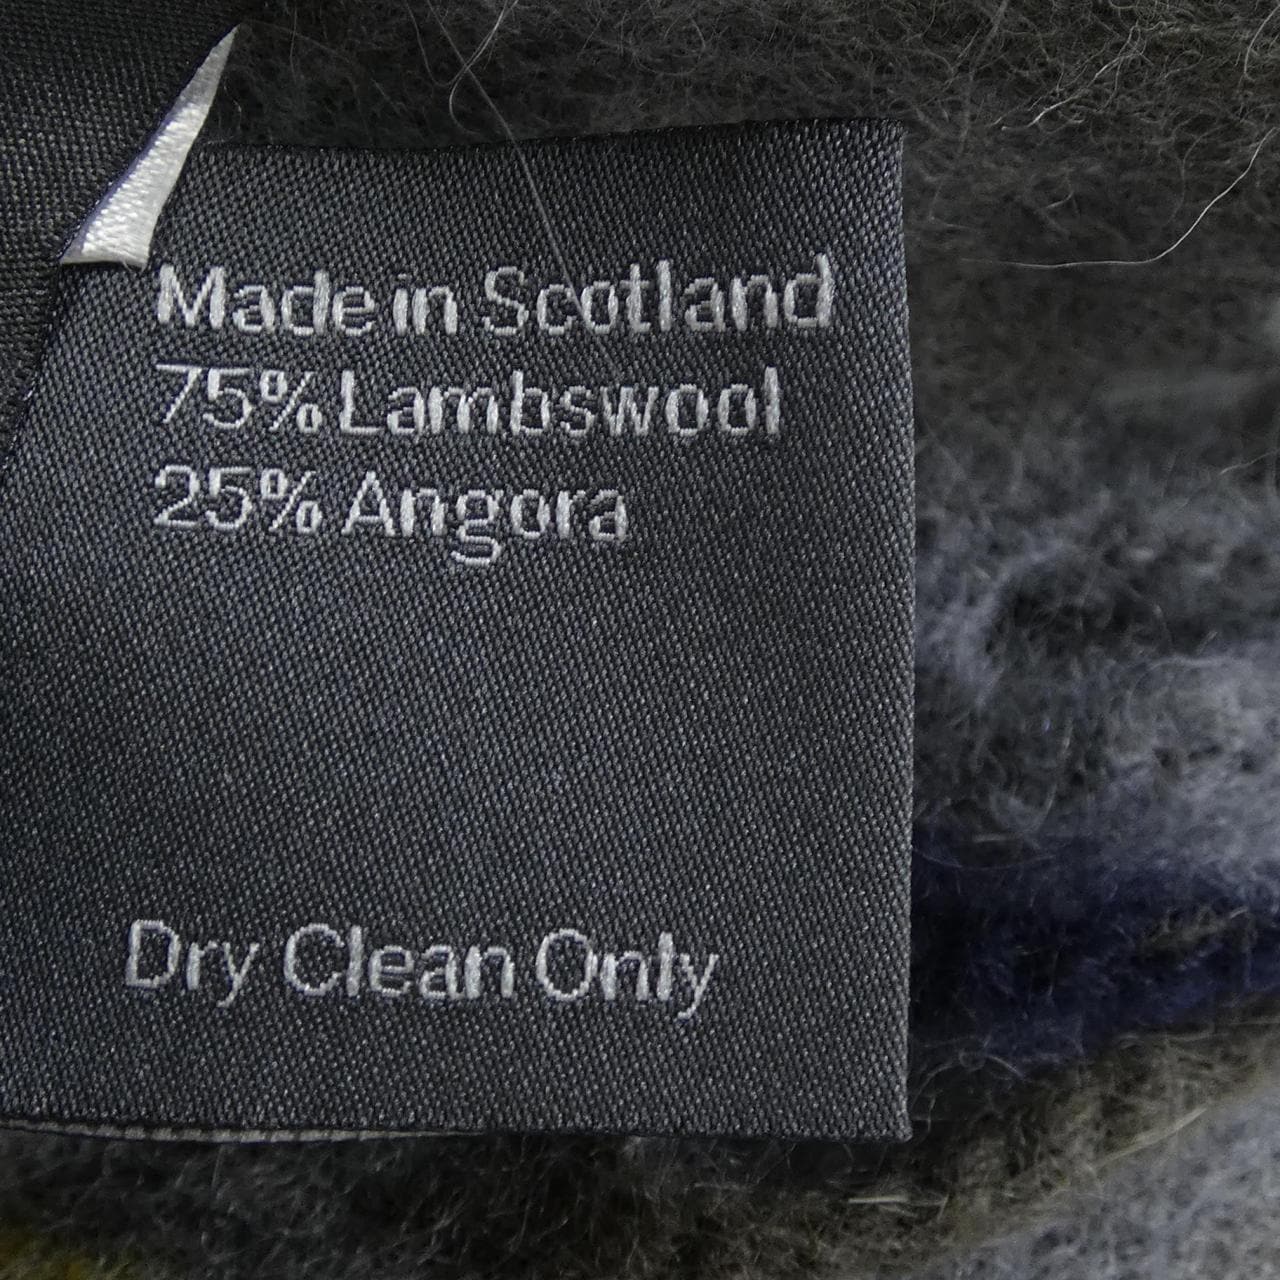 Made in Scotland
75% Lambswool
25% Angora
Dry Clean Only